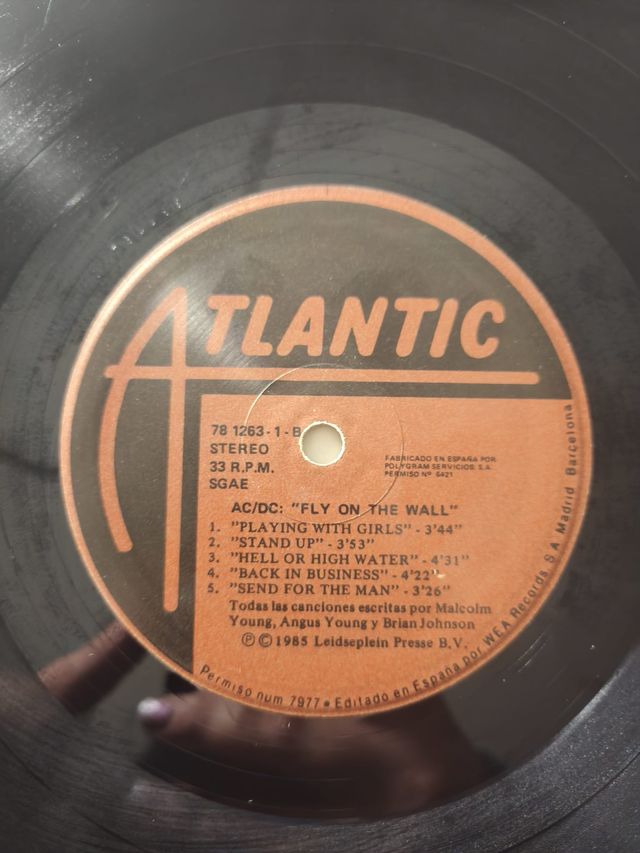 ATLANTIC
78 1263-1-B
STEREO
33 R.P.M.
SGAE
FABRICADO EN ESPAÑA POR
POLYGRAM SERVICIOS, S.A.
PERMISO Nº 6421
AC/DC: "FLY ON THE WALL"
1. "PLAYING WITH GIRLS" - 3'44"
2. "STAND UP" - 3'53"
3. "HELL OR HIGH WATER" - 4'31"
4. "BACK IN BUSINESS" - 4'22"
5. "SEND FOR THE MAN" - 3'26"
Todas las canciones escritas por Malcolm
Young, Angus Young y Brian Johnson
Ⓟ©1985 Leidseplein Presse B.V.
Permiso num 7977 • Editado en España por WEA Records, S.A. Madrid Barcelona